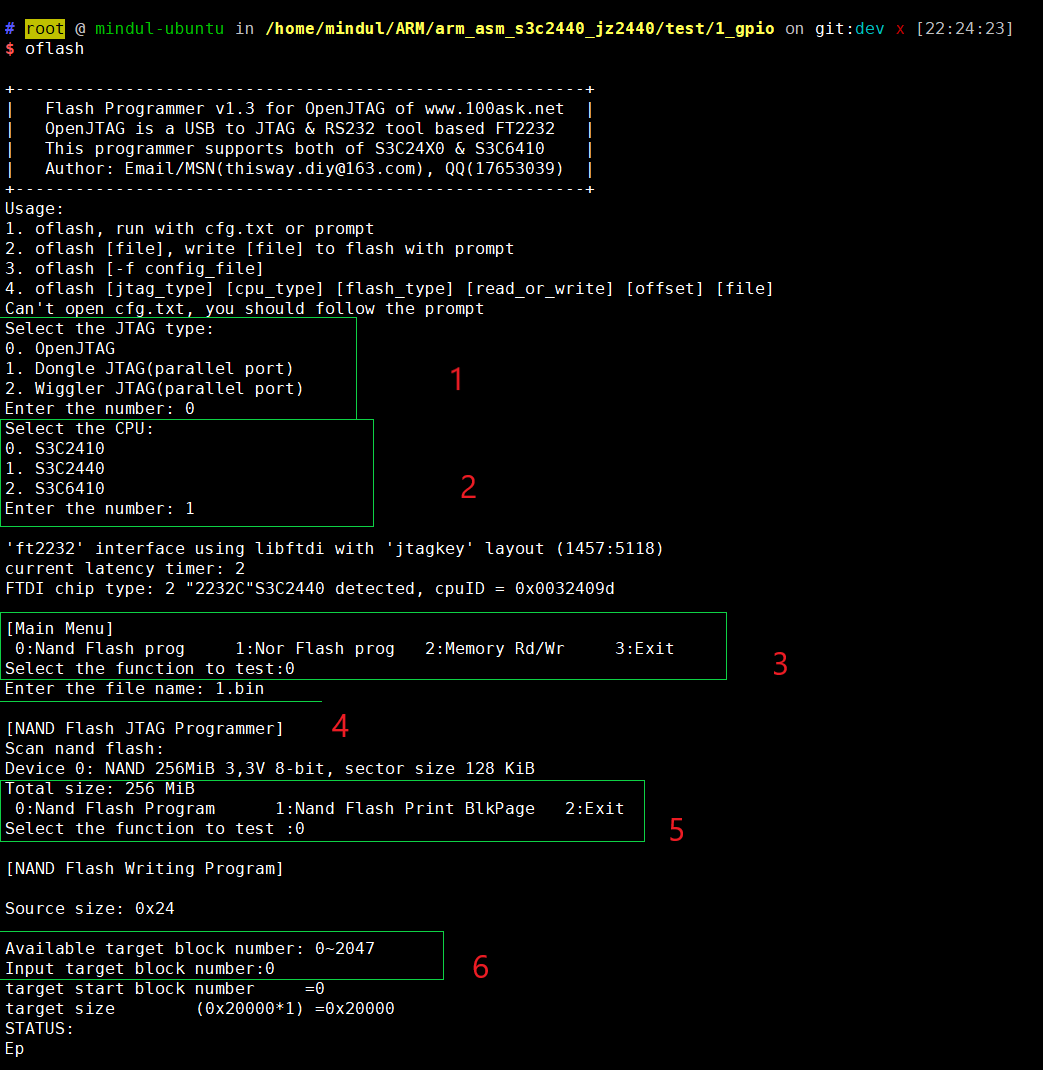 # root @ mindul-ubuntu in /home/mindul/ARM/arm_asm_s3c2440_jz2440/test/1_gpio on git:dev x [22:24:23]
$ oflash
+---------------------------------------------------------+
|   Flash Programmer v1.3 for OpenJTAG of www.100ask.net  |
|   OpenJTAG is a USB to JTAG & RS232 tool based FT2232   |
|   This programmer supports both of S3C24X0 & S3C6410    |
|   Author: Email/MSN(thisway.diy@163.com), QQ(17653039)  |
+---------------------------------------------------------+
Usage:
1. oflash, run with cfg.txt or prompt
2. oflash [file], write [file] to flash with prompt
3. oflash [-f config_file]
4. oflash [jtag_type] [cpu_type] [flash_type] [read_or_write] [offset] [file]
Can't open cfg.txt, you should follow the prompt
Select the JTAG type:
0. OpenJTAG
1. Dongle JTAG(parallel port)
1
2. Wiggler JTAG(parallel port)
Enter the number: 0
Select the CPU:
0. S3C2410
1. S3C2440
2. S3C6410
2
Enter the number: 1
'ft2232' interface using libftdi with 'jtagkey' layout (1457:5118)
current latency timer: 2
FTDI chip type: 2 "2232C"S3C2440 detected, cpuID = 0x0032409d
[Main Menu]
 0:Nand Flash prog     1:Nor Flash prog   2:Memory Rd/Wr     3:Exit
Select the function to test:0
3
Enter the file name: 1.bin
[NAND Flash JTAG Programmer]
4
Scan nand flash:
Device 0: NAND 256MiB 3,3V 8-bit, sector size 128 KiB
Total size: 256 MiB
 0:Nand Flash Program      1:Nand Flash Print BlkPage   2:Exit
Select the function to test :0
5
[NAND Flash Writing Program]
Source size: 0x24
Available target block number: 0~2047
Input target block number:0
6
target start block number     =0
target size        (0x20000*1) =0x20000
STATUS:
Ep